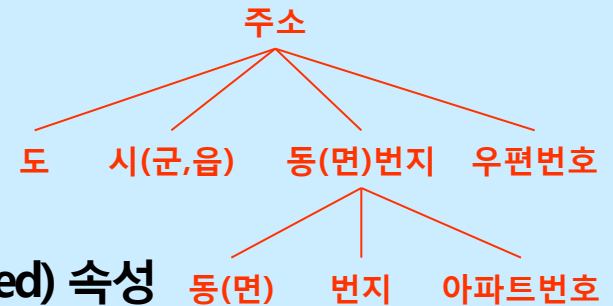 주소
도 시(군,읍) 동(면)번지 우편번호
ed) 속성 동(면) 번지 아파트번호